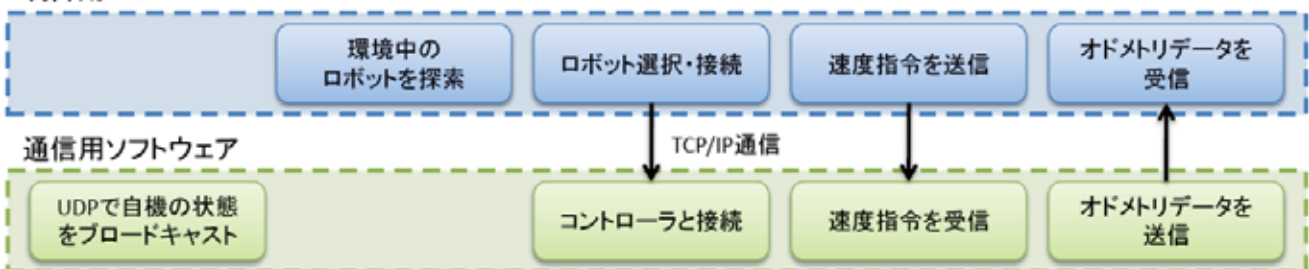 環境中の
ロボットを探索
ロボット選択・接続
速度指令を送信
オドメトリデータを
受信
TCP/IP通信
通信用ソフトウェア
UDPで自機の状態
をブロードキャスト
コントローラと接続
速度指令を受信
オドメトリデータを
送信